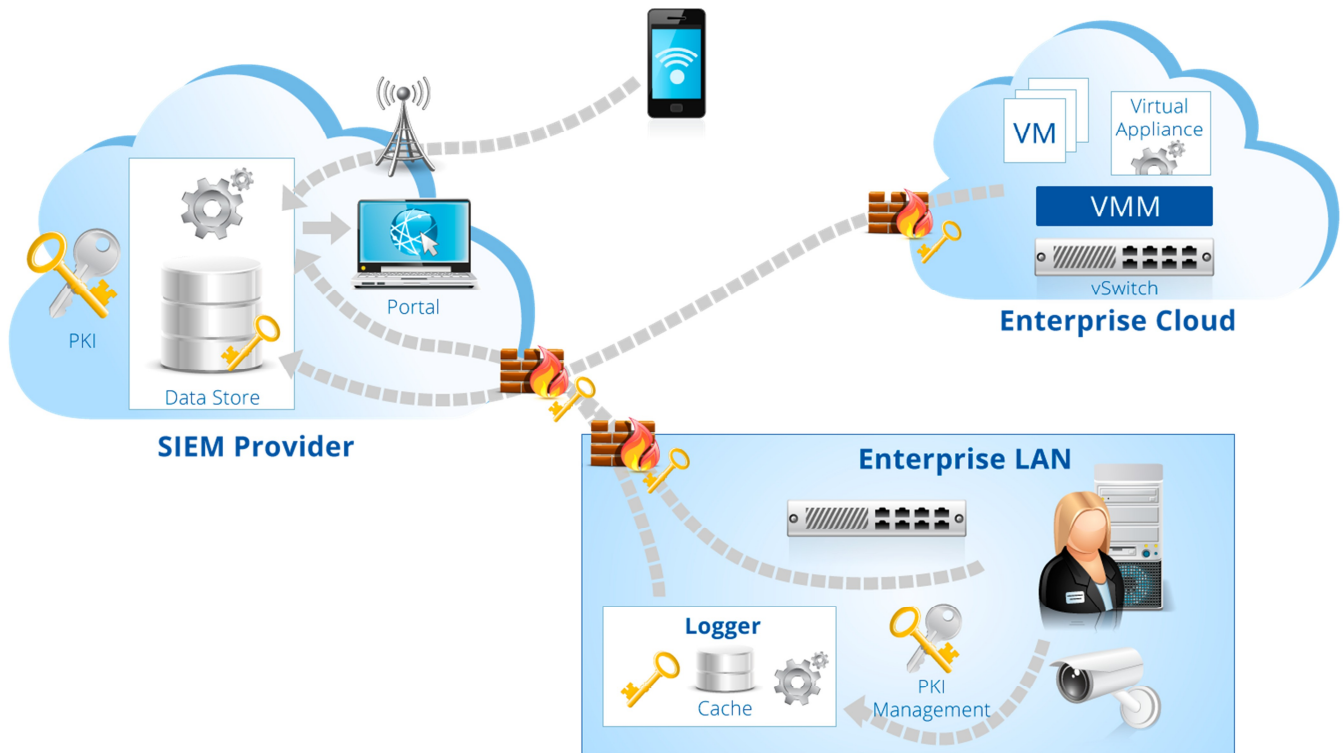 VM
Virtual
Appliance
VMM
vSwitch
Enterprise Cloud
Portal
PKI
Data Store
SIEM Provider
Enterprise LAN
Logger
Cache
PKI
Management